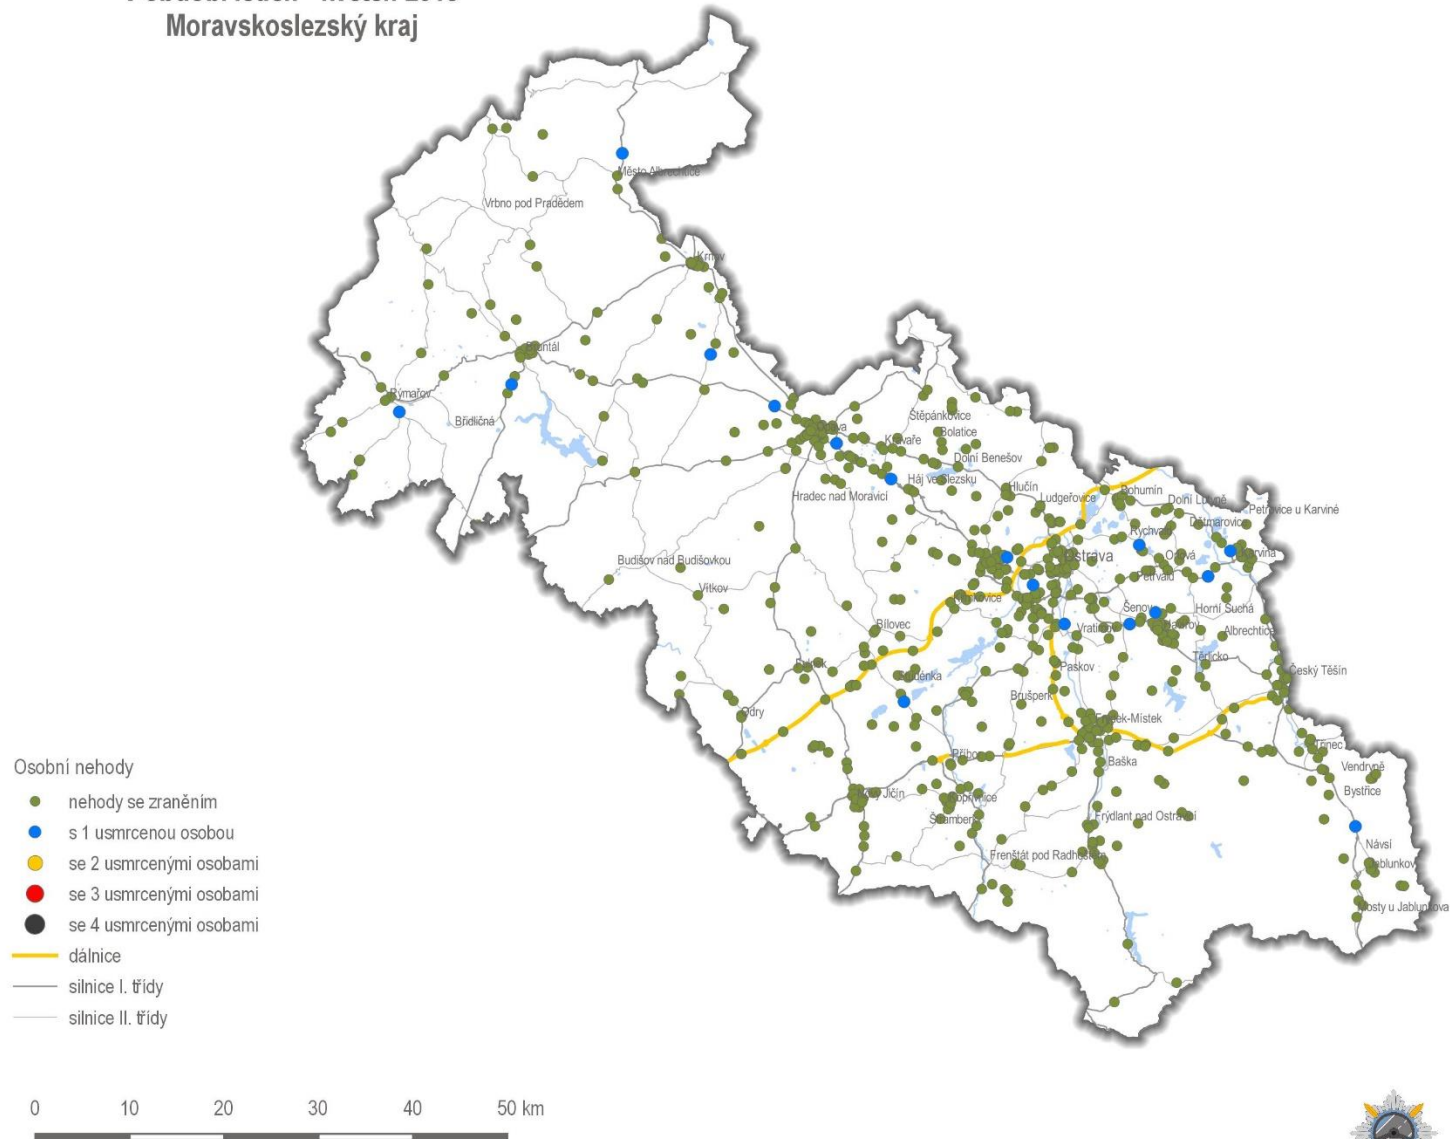 Moravskoslezský kraj
Město Albrechtice
Vrbno pod Pradědem
Krnov
Bruntál
Rýmařov
Břidličná
Opava
Štěpánkovice
Bolatice
Kravaře
Dolní Benešov
Háj ve Slezsku
Hradec nad Moravicí
Hlučín
Ludgeřovice
Bohumín
Dolní Lutyně
Petrovice u Karviné
Dětmarovice
Rychvald
Orlová
Karviná
Ostrava
Petřvald
Budišov nad Budišovkou
Vítkov
Klimkovice
Šenov
Horní Suchá
Havířov
Albrechtice
Vratimov
Bílovec
Těrlicko
Fulnek
Studénka
Paskov
Český Těšín
Brušperk
Odry
Frýdek-Místek
Třinec
Příbor
Baška
Vendryně
Bystřice
Nový Jičín
Kopřivnice
Štramberk
Frýdlant nad Ostravicí
Návsí
Frenštát pod Radhoštěm
Jablunkov
Mosty u Jablunkova
Osobní nehody
nehody se zraněním
s 1 usmrcenou osobou
se 2 usmrcenými osobami
se 3 usmrcenými osobami
se 4 usmrcenými osobami
dálnice
silnice I. třídy
silnice II. třídy
0 10 20 30 40 50 km